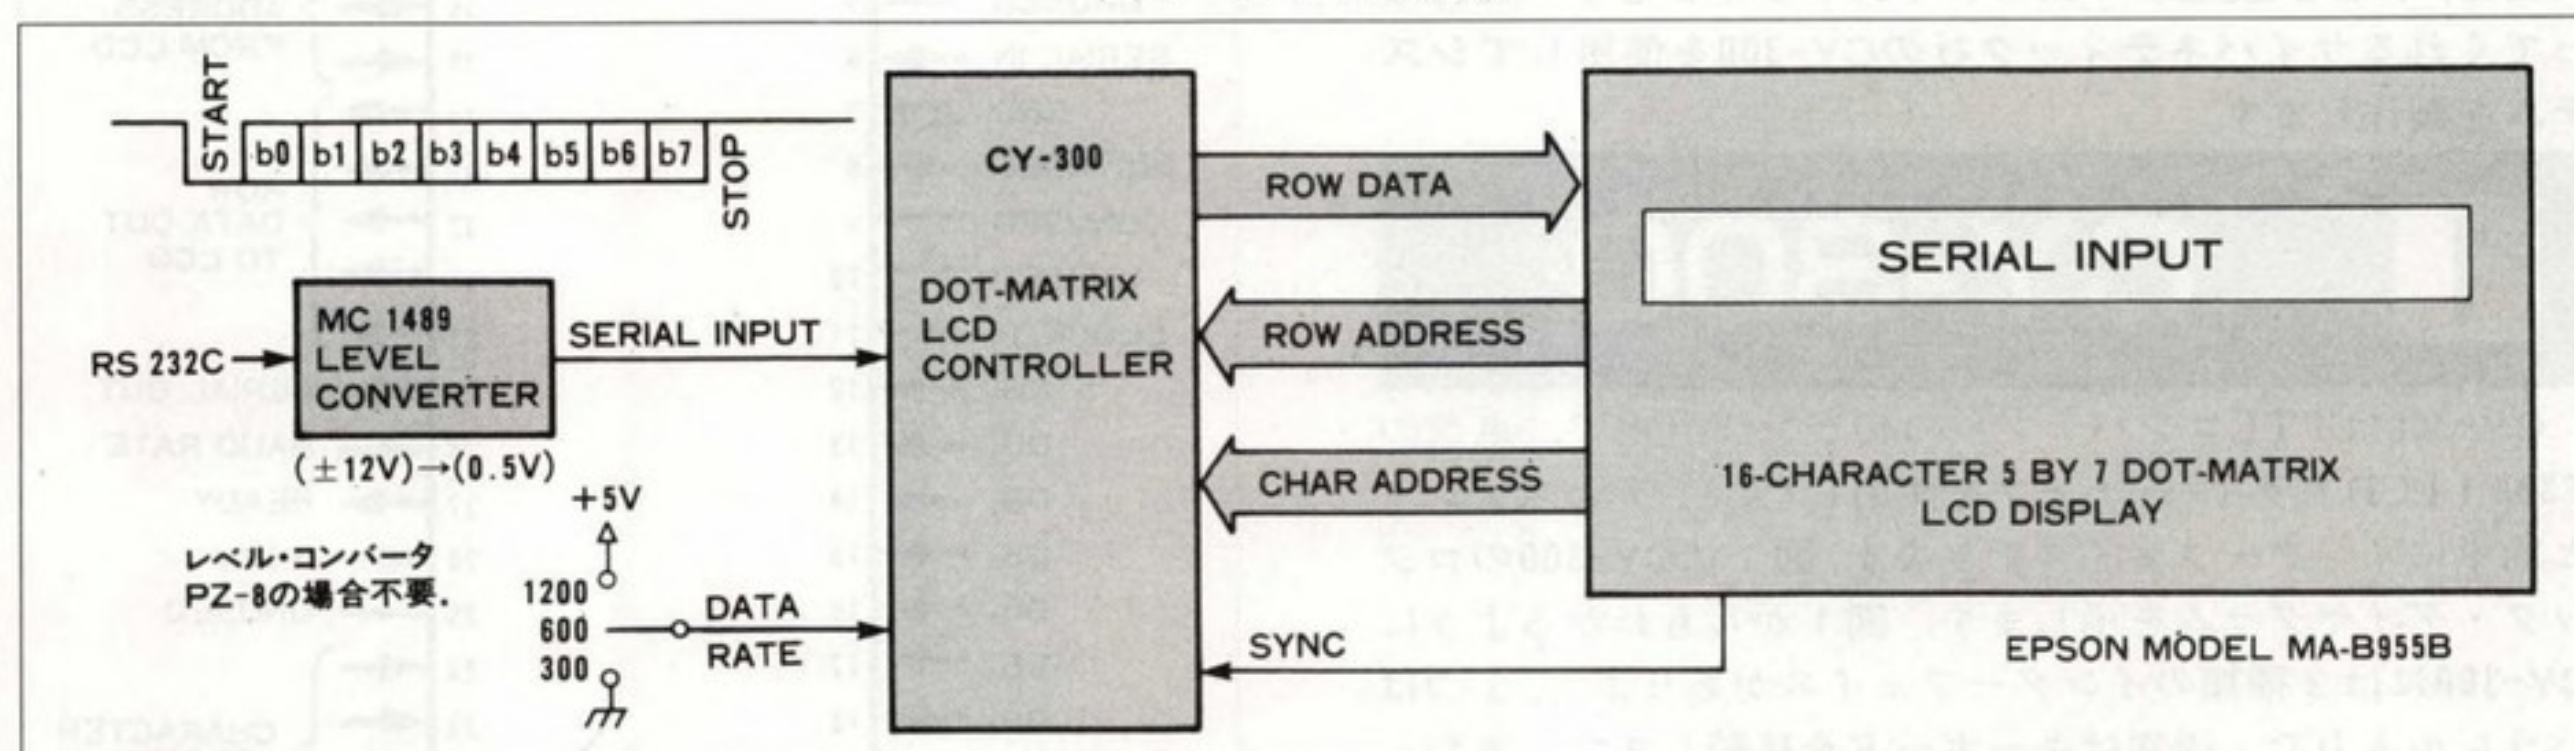 START
b0 b1 b2 b3 b4 b5 b6 b7
STOP
RS 232C
MC 1489
LEVEL
CONVERTER
(±12V)→(0.5V)
SERIAL INPUT
レベル・コンバータ
PZ-8の場合不要.
+5V
1200
600
300
DATA
RATE
CY-300
DOT-MATRIX
LCD
CONTROLLER
ROW DATA
ROW ADDRESS
CHAR ADDRESS
SYNC
SERIAL INPUT
16-CHARACTER 5 BY 7 DOT-MATRIX
LCD DISPLAY
EPSON MODEL MA-B955B